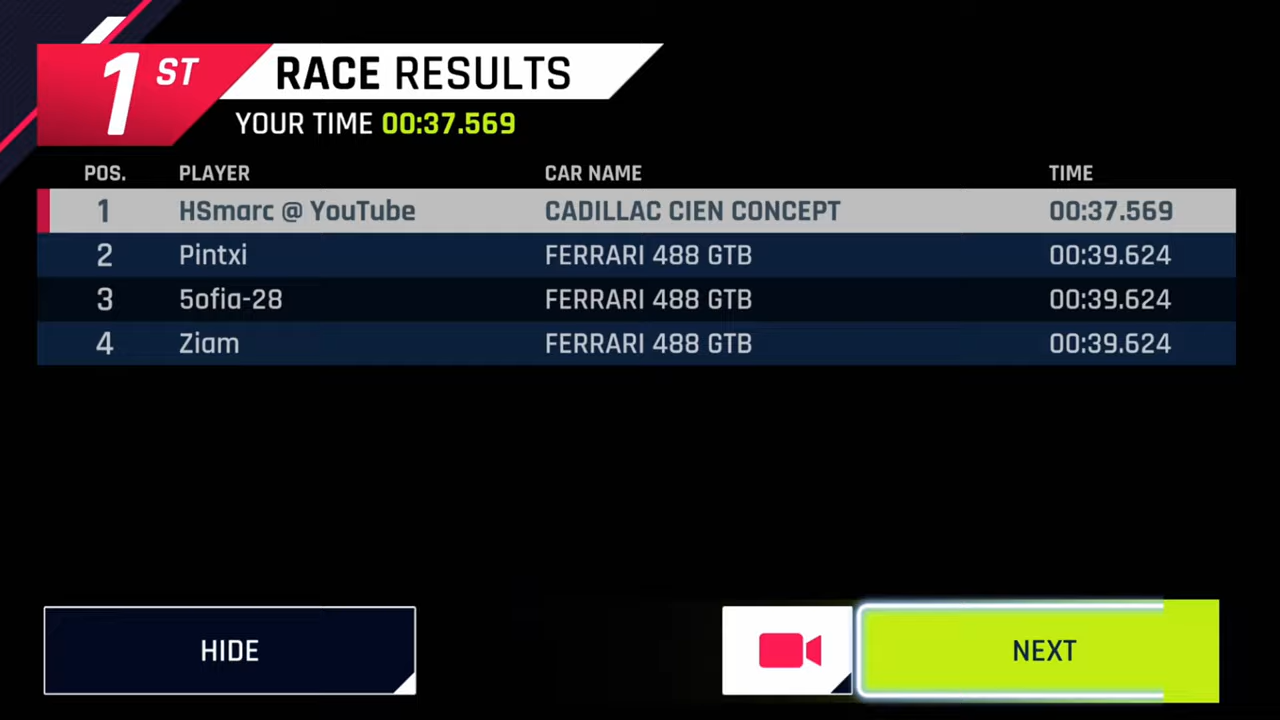 1ST
RACE RESULTS
YOUR TIME 00:37.569
POS. PLAYER CAR NAME TIME
1 HSmarc @ YouTube CADILLAC CIEN CONCEPT 00:37.569
2 Pintxi FERRARI 488 GTB 00:39.624
3 5ofia-28 FERRARI 488 GTB 00:39.624
4 Ziam FERRARI 488 GTB 00:39.624
HIDE NEXT